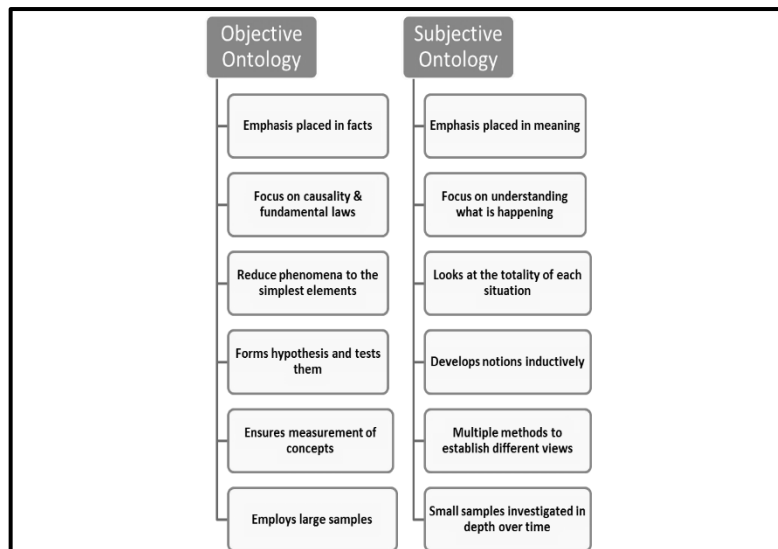 Objective
Ontology
Emphasis placed in facts
Focus on causality &
fundamental laws
Reduce phenomena to the
simplest elements
Forms hypothesis and tests
them
Ensures measurement of
concepts
Employs large samples
Subjective
Ontology
Emphasis placed in meaning
Focus on understanding
what is happening
Looks at the totality of each
situation
Develops notions inductively
Multiple methods to
establish different views
Small samples investigated in
depth over time